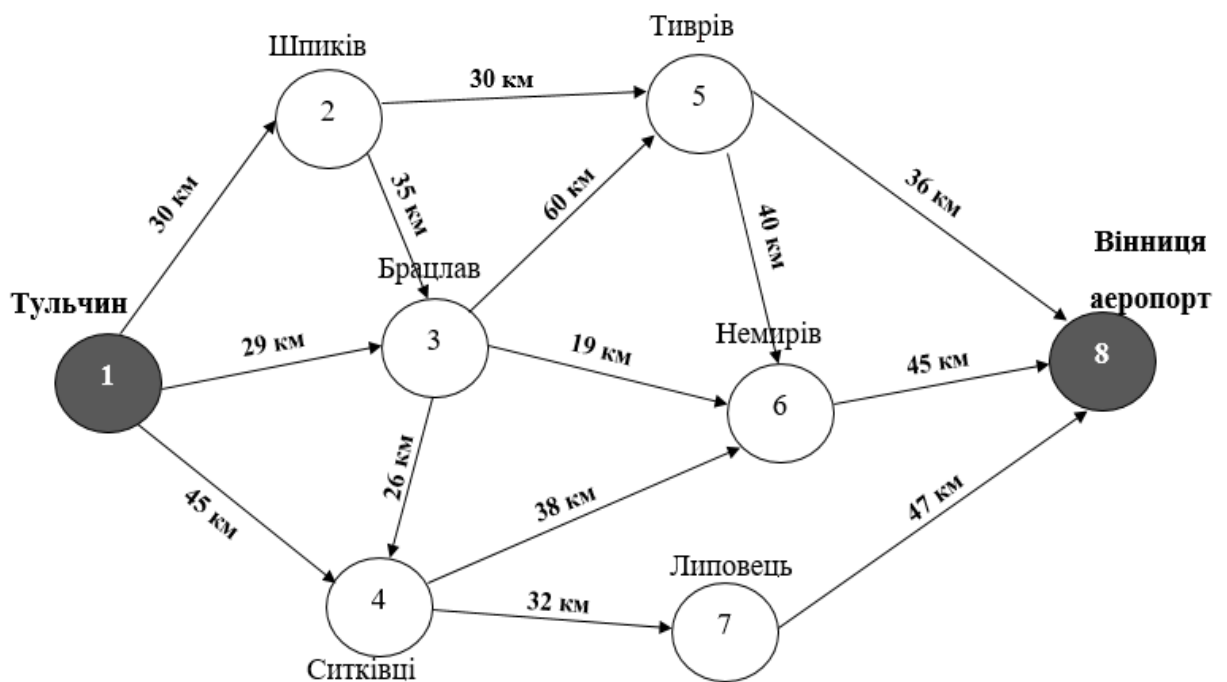 Шпиків
Тиврів
2
30 км
5
30 км
35 км
60 км
40 км
36 км
Вінниця
аеропорт
Брацлав
Тульчин
1
29 км
3
19 км
Немирів
6
45 км
8
45 км
26 км
38 км
47 км
4
32 км
Липовець
7
Ситківці